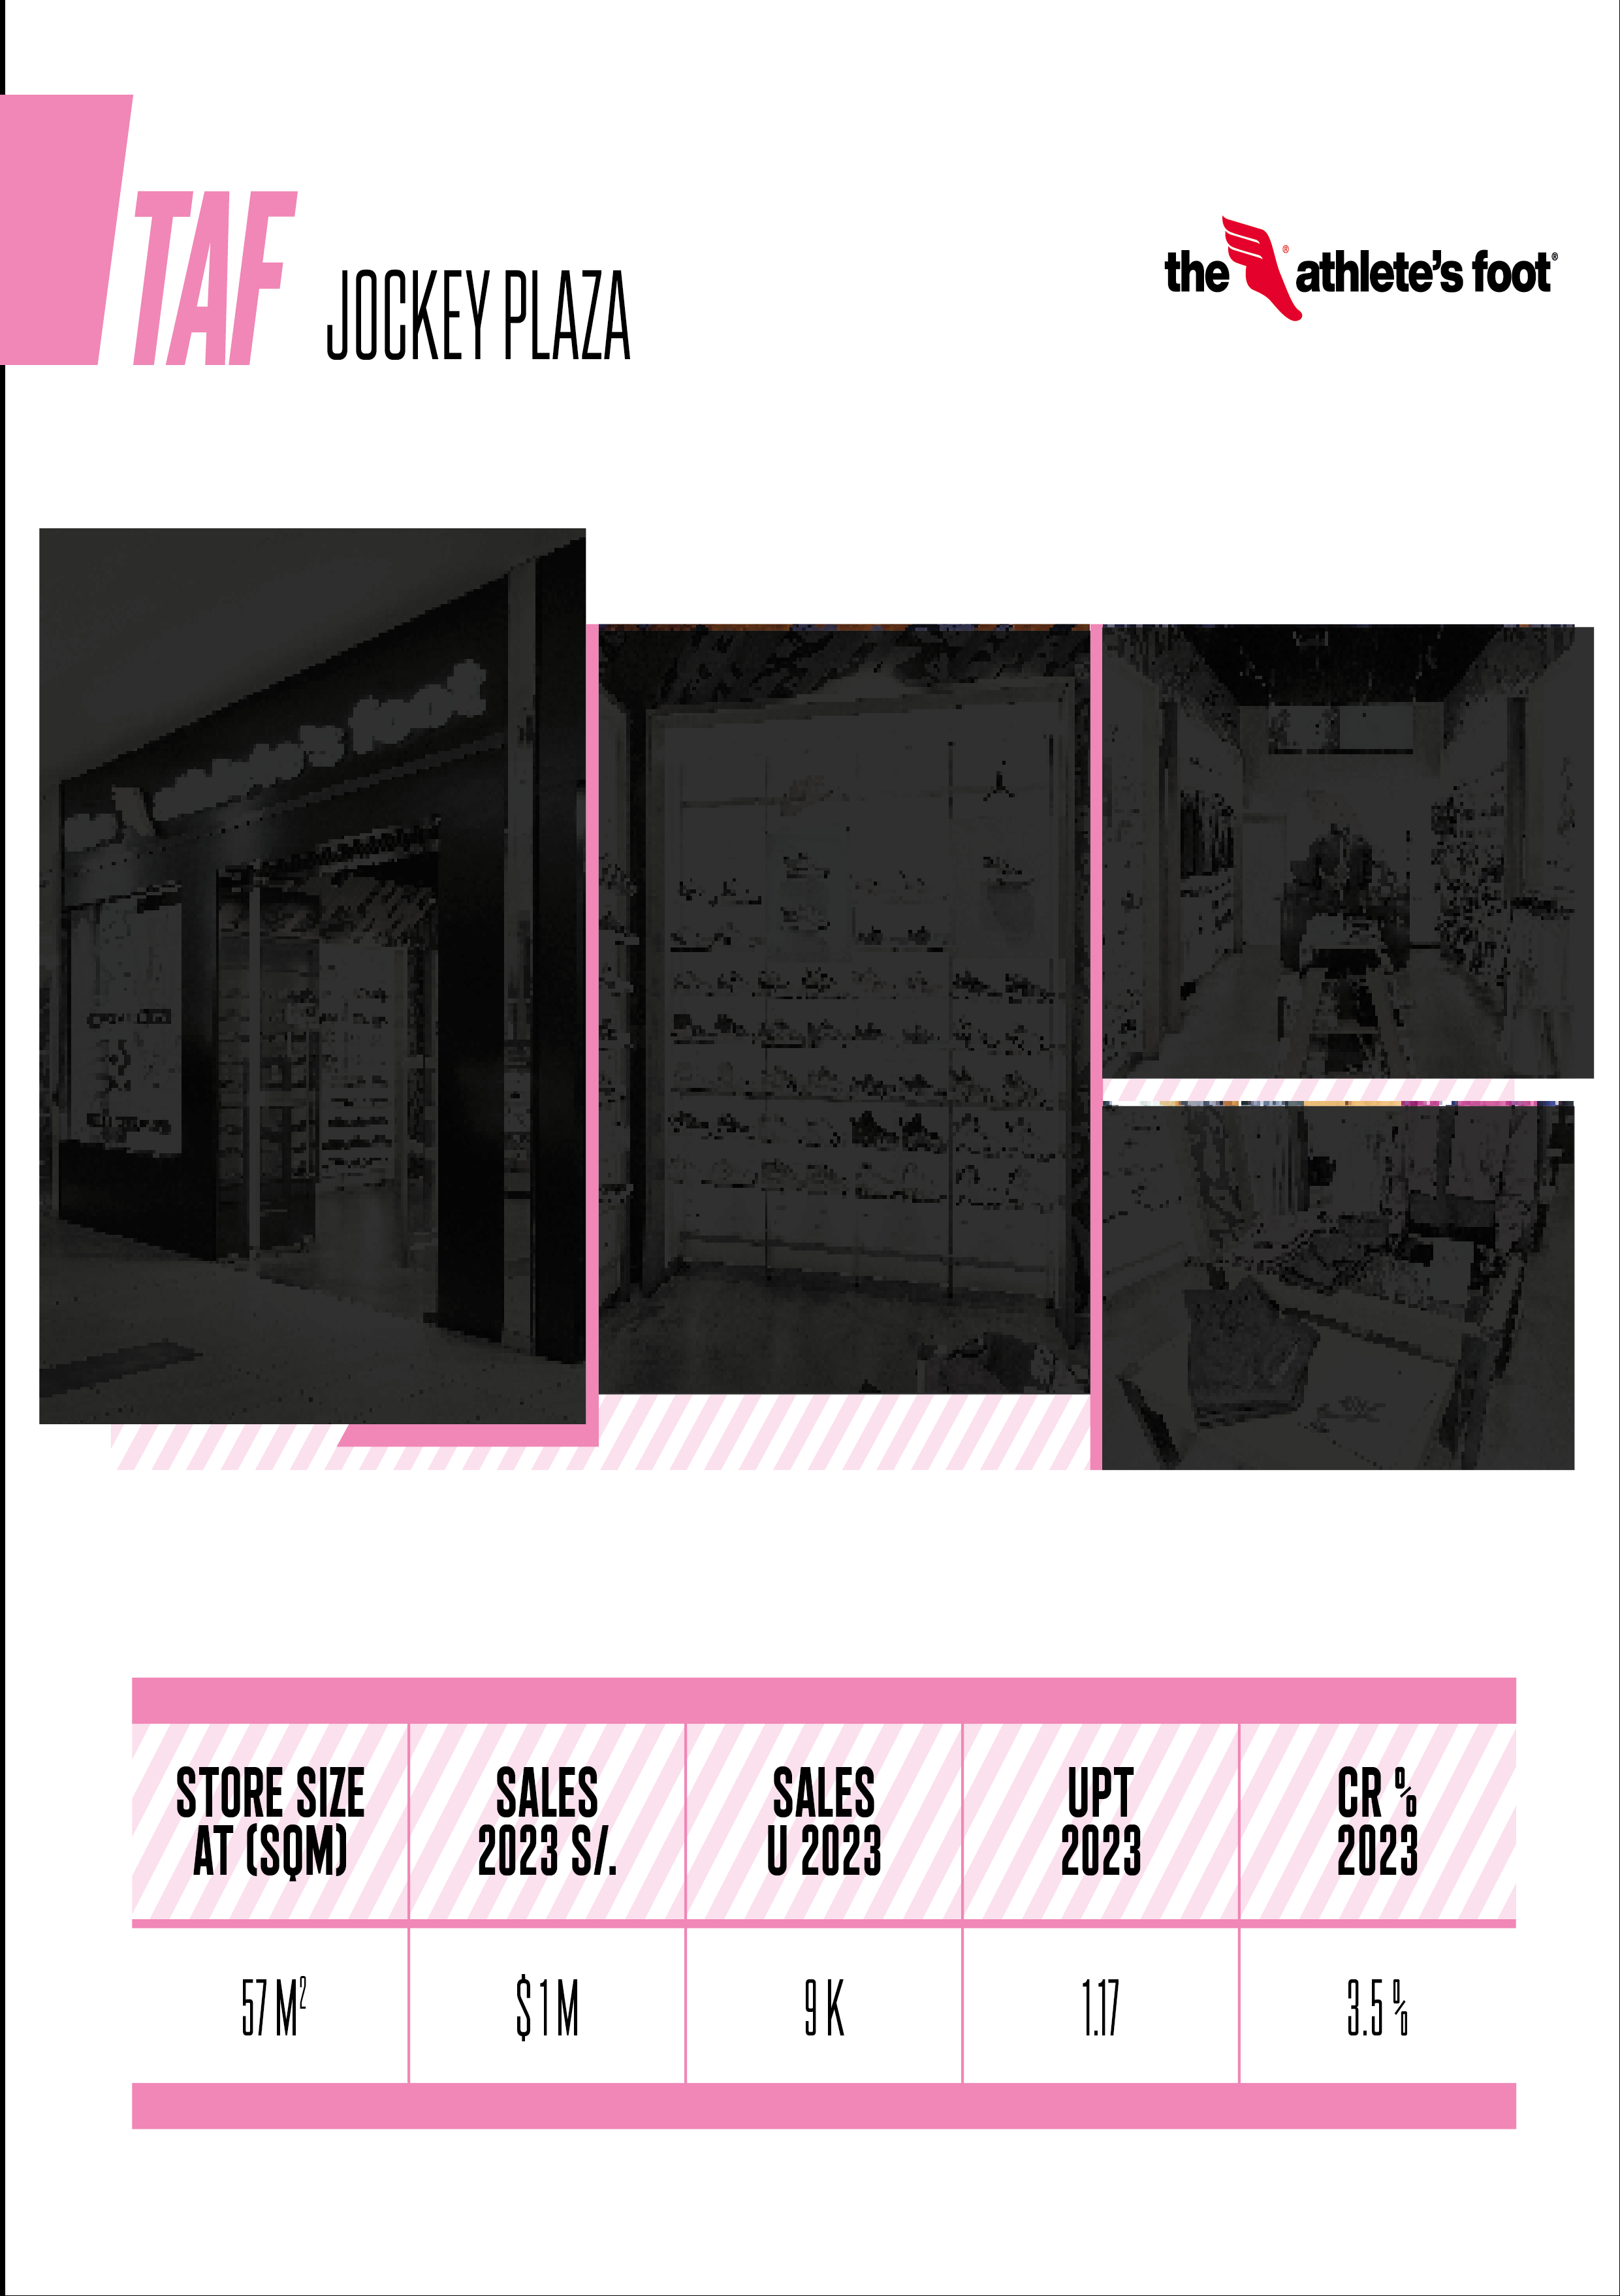 TAF
JOCKEY PLAZA
the athlete's foot®
STORE SIZE
AT (SQM)
SALES
2023 S/.
SALES
U 2023
UPT
2023
CR %
2023
57 M²
$ 1 M
9 K
1.17
3.5 %